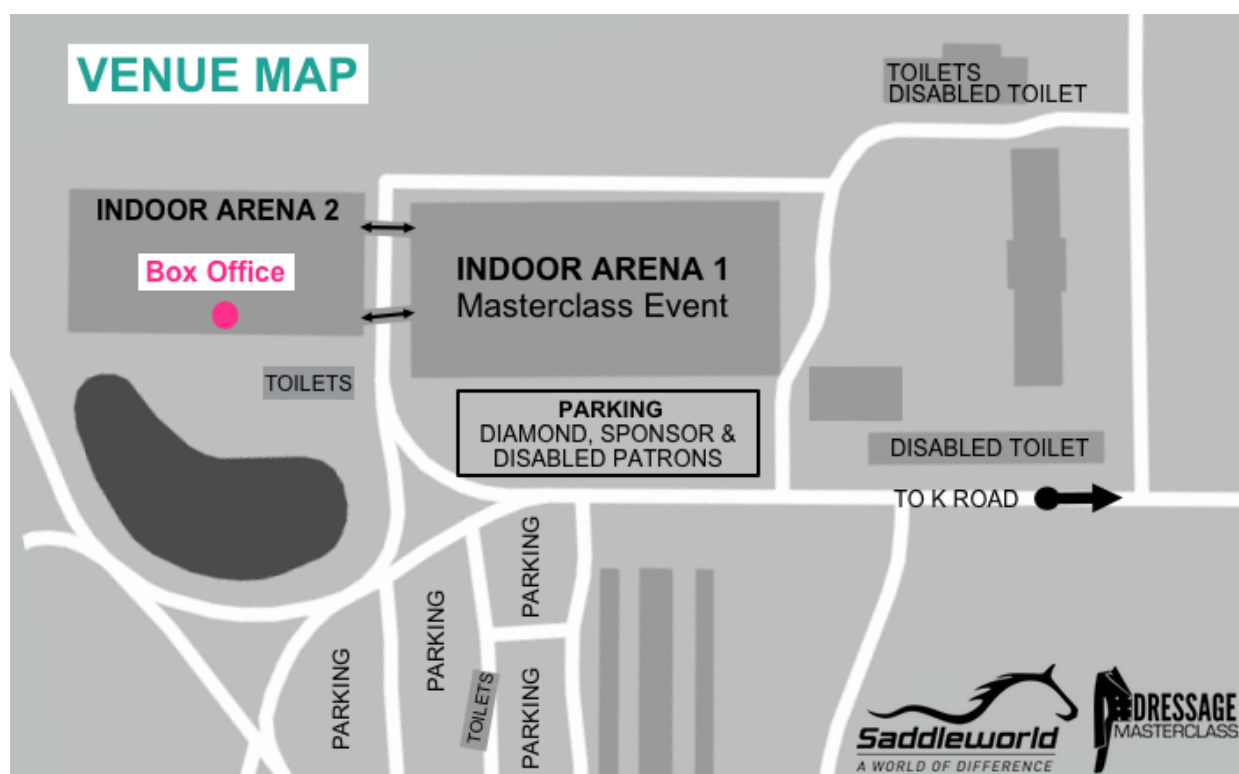 VENUE MAP
TOILETS
DISABLED TOILET
INDOOR ARENA 2
Box Office
INDOOR ARENA 1
Masterclass Event
TOILETS
PARKING
DIAMOND, SPONSOR &
DISABLED PATRONS
DISABLED TOILET
TO K ROAD
PARKING
PARKING
PARKING
TOILETS
PARKING
Saddleworld
A WORLD OF DIFFERENCE
DRESSAGE
MASTERCLASS